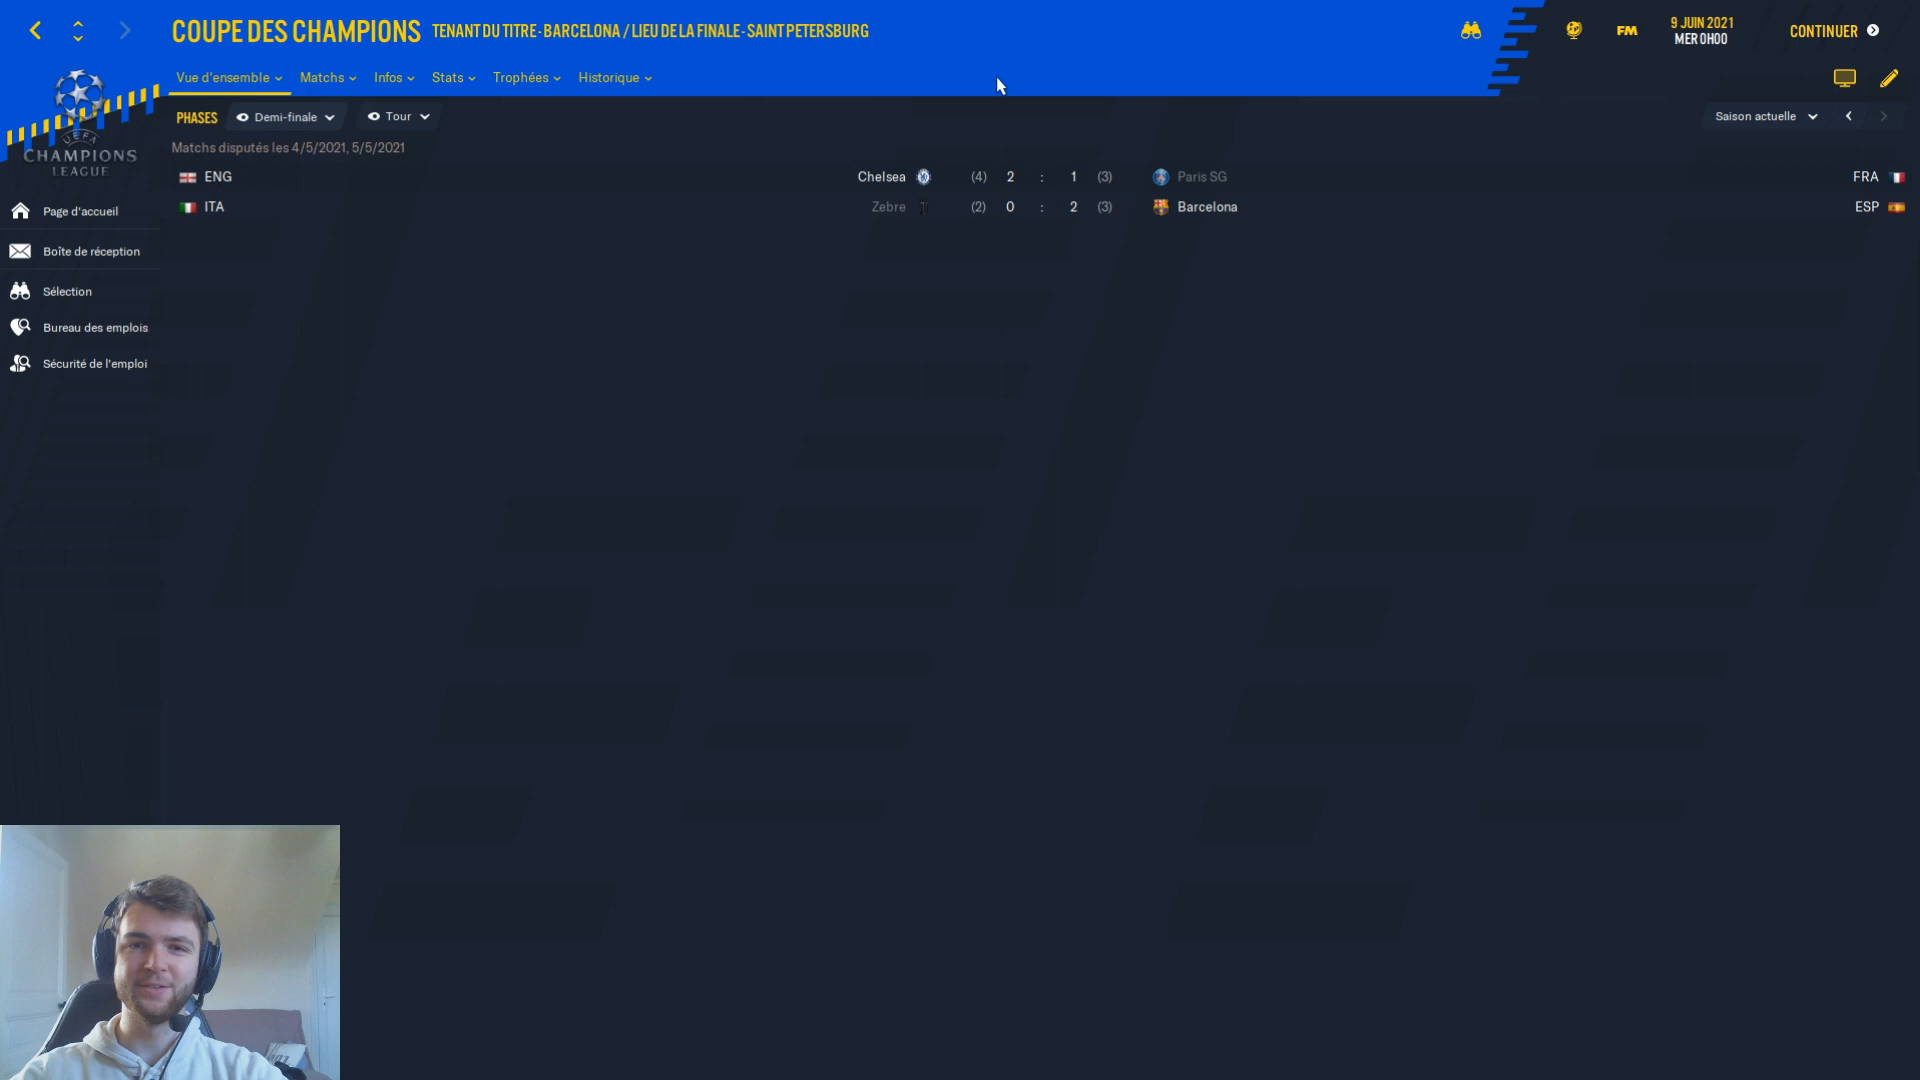 COUPE DES CHAMPIONS TENANT DU TITRE - BARCELONA / LIEU DE LA FINALE - SAINT PETERSBURG
FM
9 JUIN 2021
MER 0H00
CONTINUER
Vue d'ensemble Matchs Infos Stats Trophées Historique
UEFA
CHAMPIONS
LEAGUE
PHASES Demi-finale Tour Saison actuelle
Matchs disputés les 4/5/2021, 5/5/2021
ENG Chelsea (4) 2 : 1 (3) Paris SG FRA
ITA Zebre (2) 0 : 2 (3) Barcelona ESP
Page d'accueil
Boîte de réception
Sélection
Bureau des emplois
Sécurité de l'emploi